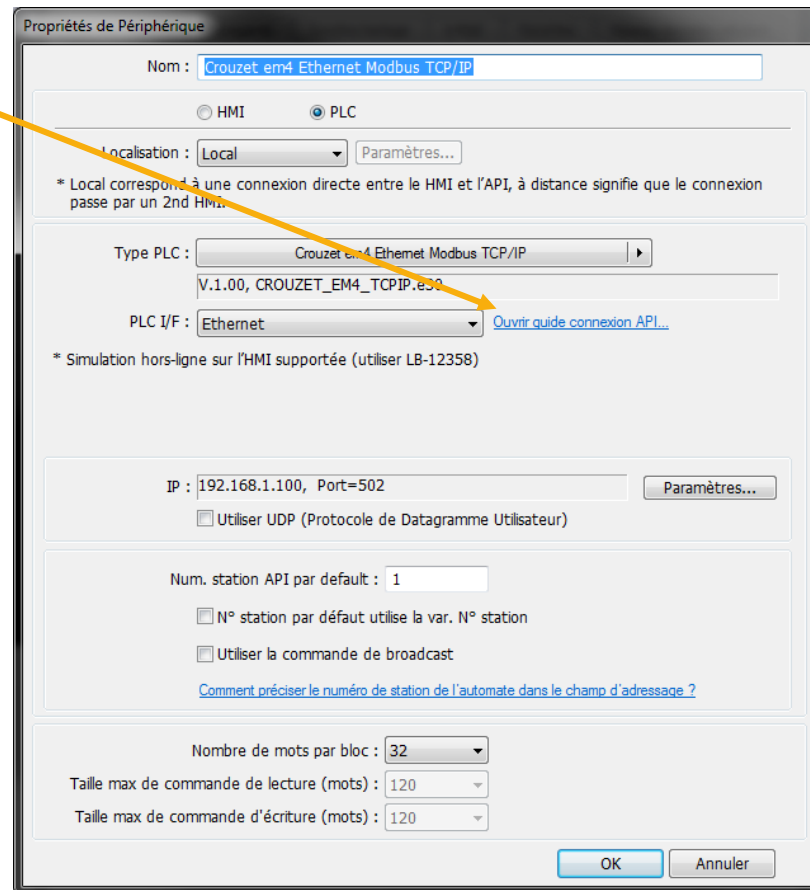 Propriétés de Périphérique
Nom : Crouzet em4 Ethernet Modbus TCP/IP
HMI PLC
Localisation : Local Paramètres...
* Local correspond à une connexion directe entre le HMI et l'API, à distance signifie que le connexion
passe par un 2nd HMI.
Type PLC : Crouzet em4 Ethernet Modbus TCP/IP
V.1.00, CROUZET_EM4_TCPIP.e30
PLC I/F : Ethernet Ouvrir guide connexion API...
* Simulation hors-ligne sur l'HMI supportée (utiliser LB-12358)
IP : 192.168.1.100, Port=502 Paramètres...
Utiliser UDP (Protocole de Datagramme Utilisateur)
Num. station API par default : 1
N° station par défaut utilise la var. N° station
Utiliser la commande de broadcast
Comment préciser le numéro de station de l'automate dans le champ d'adressage ?
Nombre de mots par bloc : 32
Taille max de commande de lecture (mots) : 120
Taille max de commande d'écriture (mots) : 120
OK Annuler